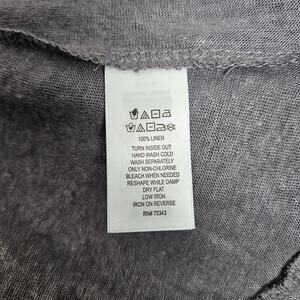 100% LINEN
TURN INSIDE OUT
HAND WASH COLD
WASH SEPARATELY
ONLY NON-CHLORINE
BLEACH WHEN NEEDED
RESHAPE WHILE DAMP
DRY FLAT
LOW IRON
IRON ON REVERSE
RN# 75343